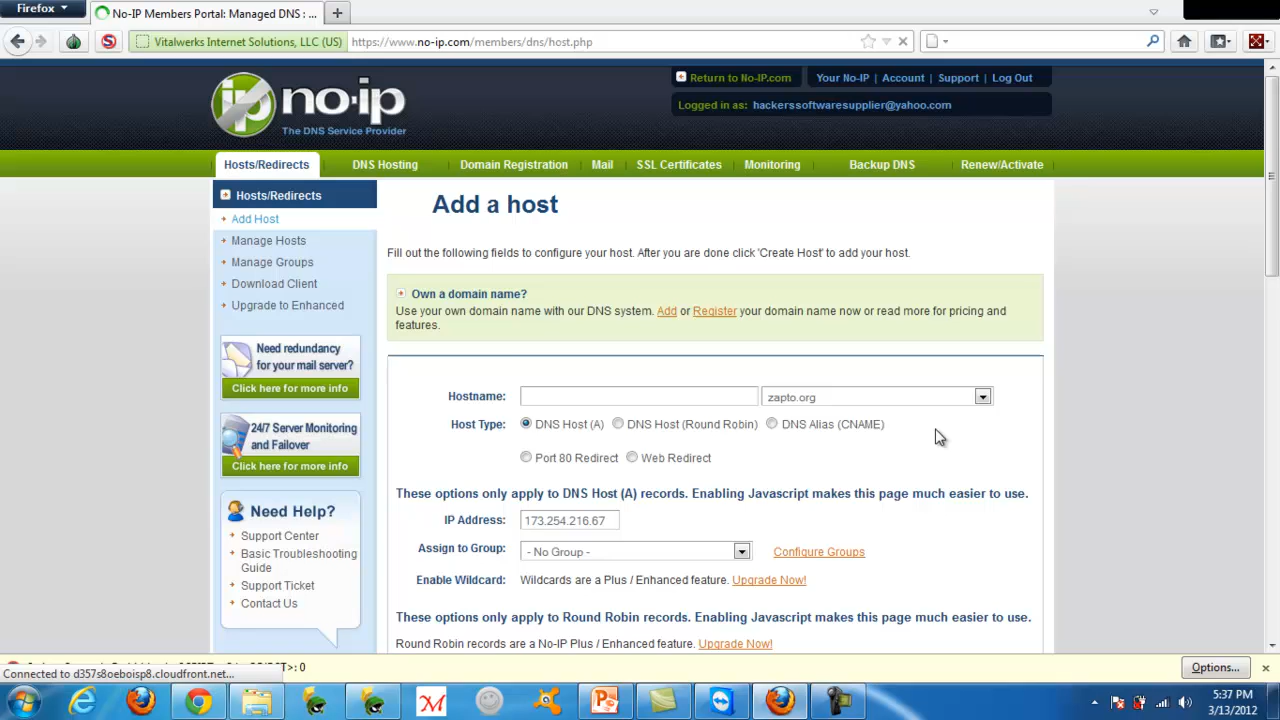 Firefox
No-IP Members Portal: Managed DNS : ...
Vitalwerks Internet Solutions, LLC (US)
https://www.no-ip.com/members/dns/host.php
Return to No-IP.com
Your No-IP | Account | Support | Log Out
no-ip
The DNS Service Provider
Logged in as: hackerssoftwaresupplier@yahoo.com
Hosts/Redirects
DNS Hosting
Domain Registration
Mail
SSL Certificates
Monitoring
Backup DNS
Renew/Activate
Hosts/Redirects
Add Host
Manage Hosts
Manage Groups
Download Client
Upgrade to Enhanced
Need redundancy
for your mail server?
Click here for more info
24/7 Server Monitoring
and Failover
Click here for more info
Need Help?
Support Center
Basic Troubleshooting
Guide
Support Ticket
Contact Us
Add a host
Fill out the following fields to configure your host. After you are done click 'Create Host' to add your host.
Own a domain name?
Use your own domain name with our DNS system. Add or Register your domain name now or read more for pricing and
features.
Hostname:
zapto.org
Host Type: DNS Host (A) DNS Host (Round Robin) DNS Alias (CNAME)
Port 80 Redirect Web Redirect
These options only apply to DNS Host (A) records. Enabling Javascript makes this page much easier to use.
IP Address: 173.254.216.67
Assign to Group: - No Group - Configure Groups
Enable Wildcard: Wildcards are a Plus / Enhanced feature. Upgrade Now!
These options only apply to Round Robin records. Enabling Javascript makes this page much easier to use.
Round Robin records are a No-IP Plus / Enhanced feature. Upgrade Now!
Options...
Connected to d357s8oeboisp8.cloudfront.net...
5:37 PM
3/13/2012